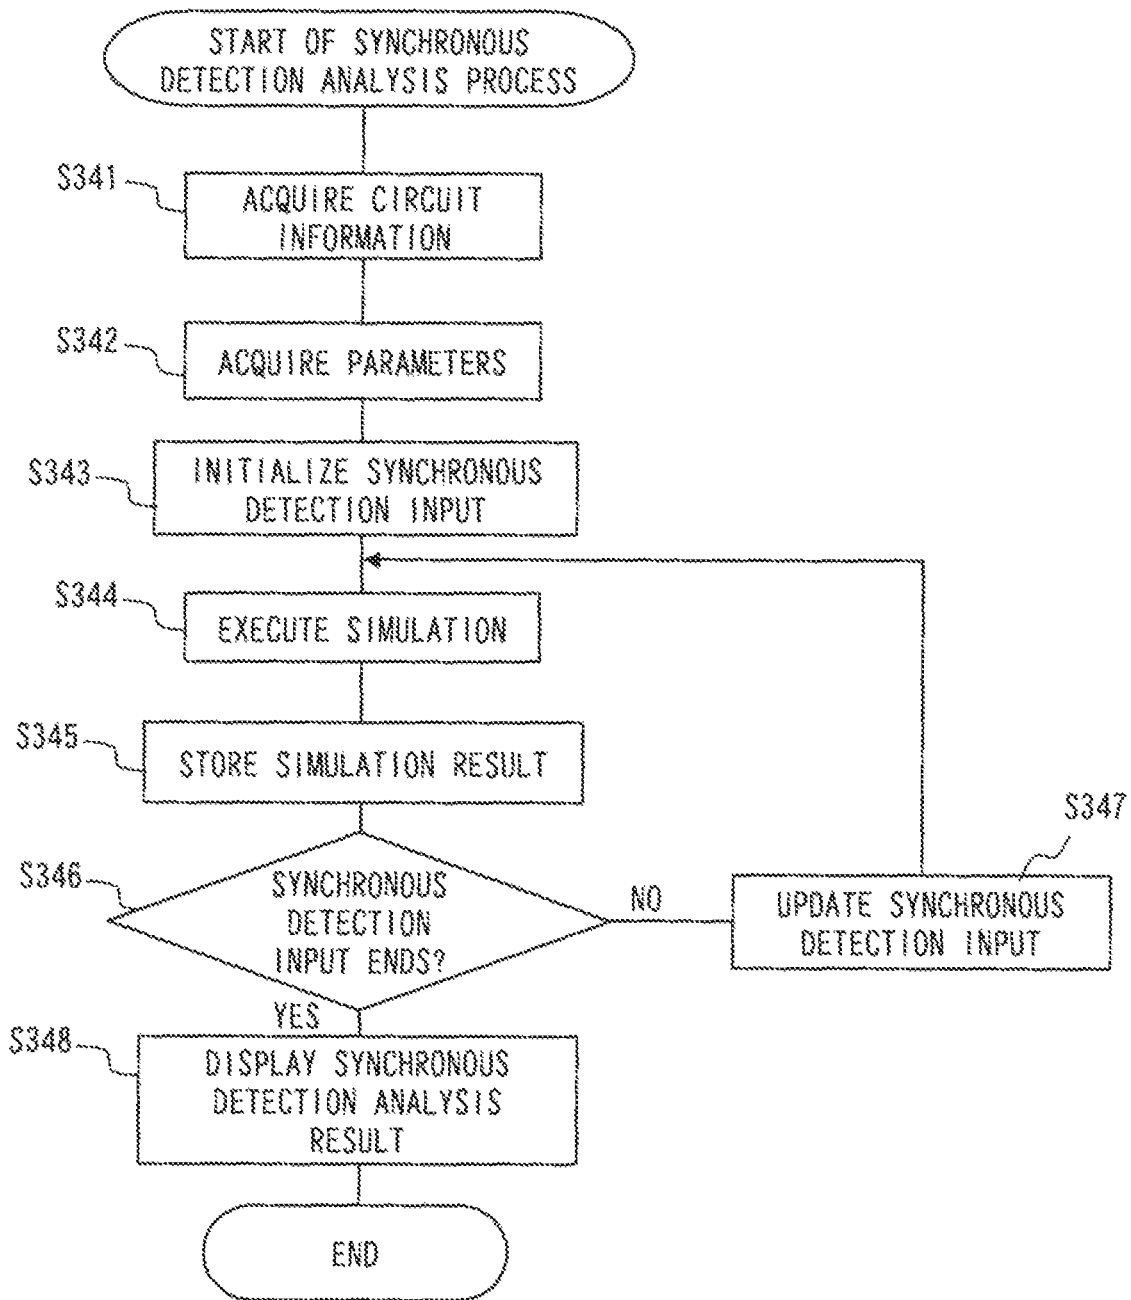 START OF SYNCHRONOUS
DETECTION ANALYSIS PROCESS
S341
ACQUIRE CIRCUIT
INFORMATION
S342
ACQUIRE PARAMETERS
S343
INITIALIZE SYNCHRONOUS
DETECTION INPUT
S344
EXECUTE SIMULATION
S345
STORE SIMULATION RESULT
S346
SYNCHRONOUS
DETECTION
INPUT ENDS?
NO
S347
UPDATE SYNCHRONOUS
DETECTION INPUT
YES
S348
DISPLAY SYNCHRONOUS
DETECTION ANALYSIS
RESULT
END